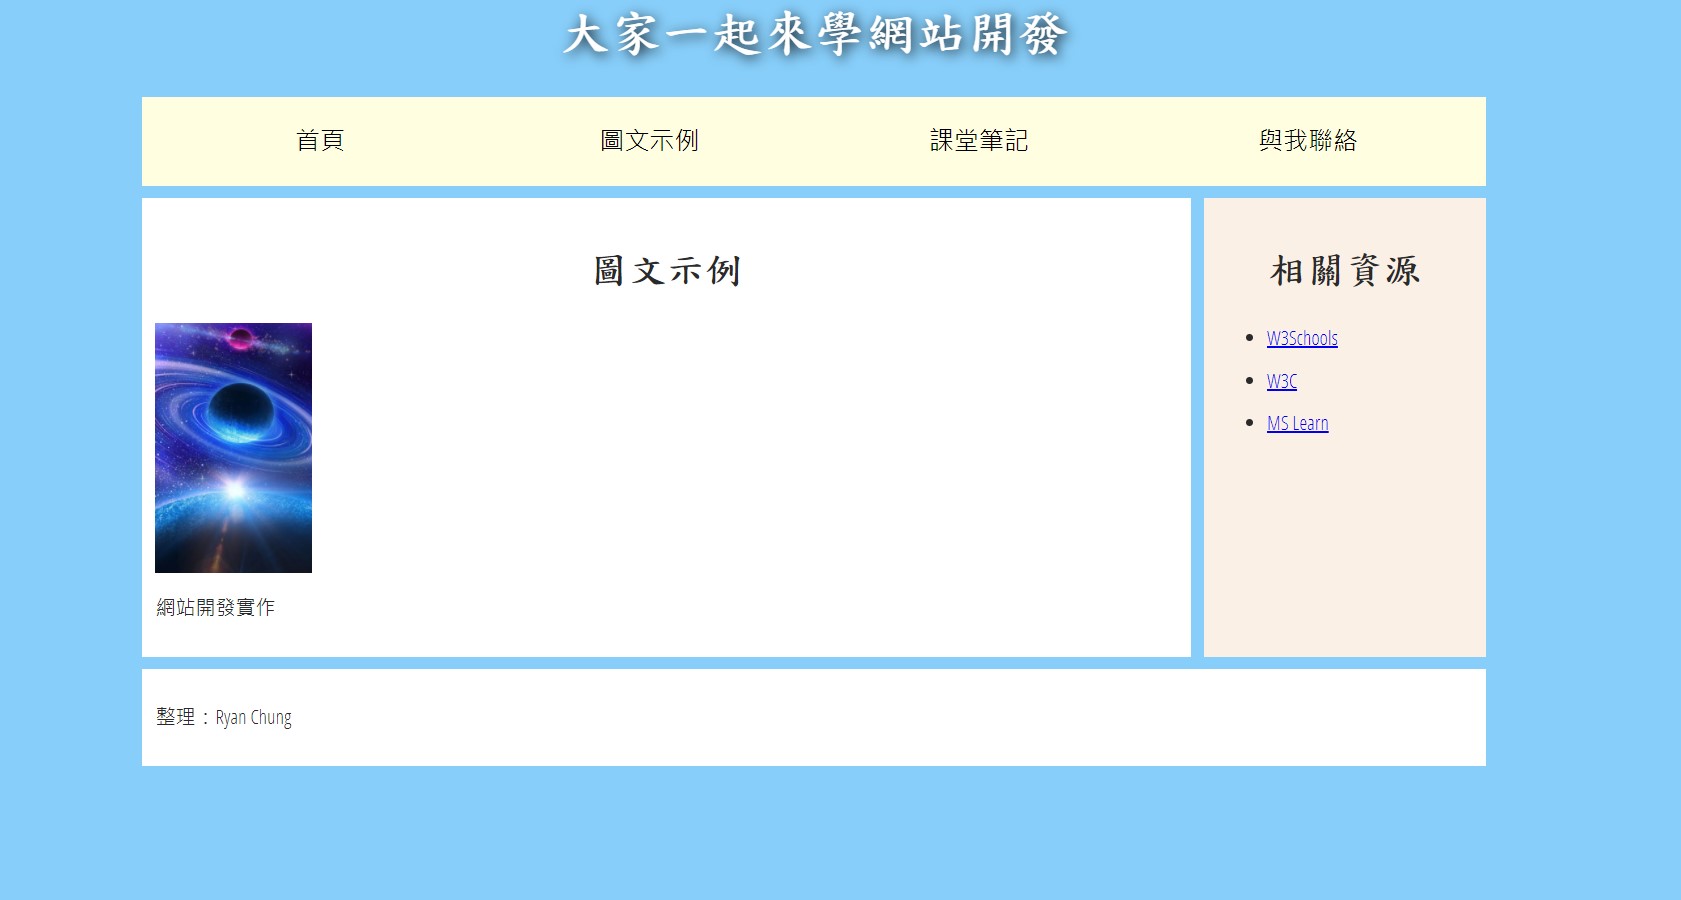 大家一起來學網站開發
首頁 圖文示例 課堂筆記 與我聯絡
圖文示例
網站開發實作
相關資源
W3Schools
W3C
MS Learn
整理：Ryan Chung